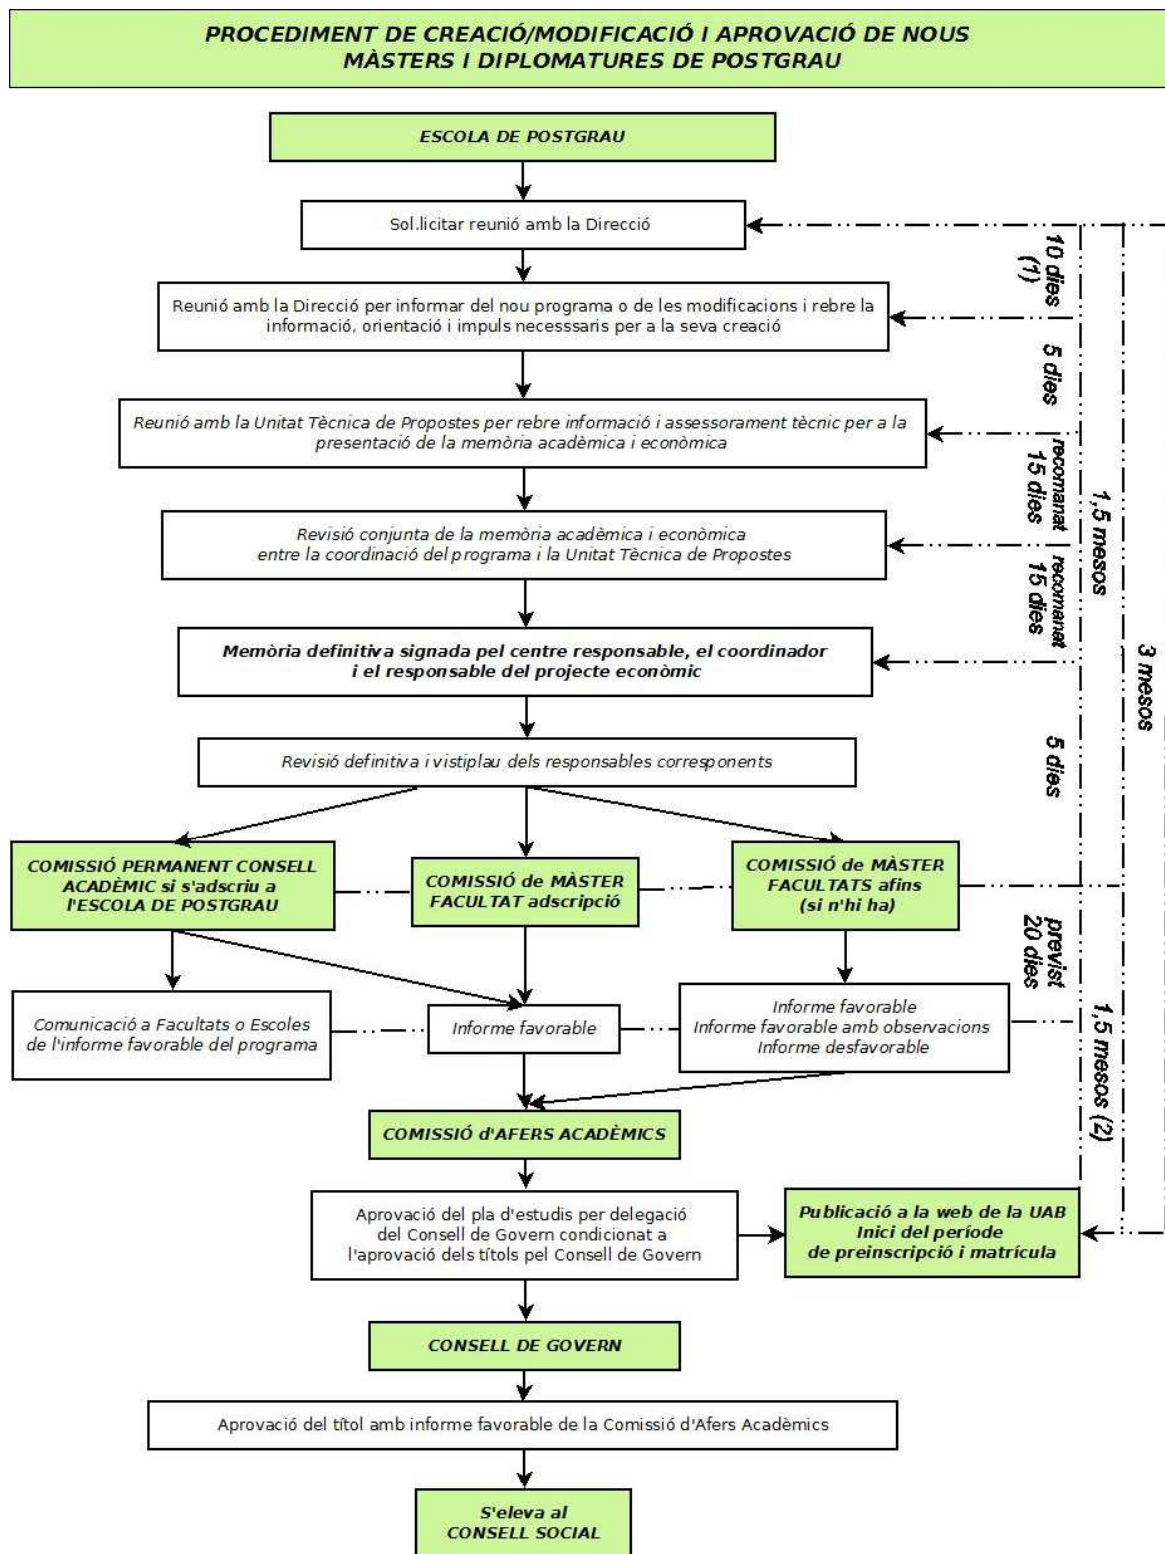 PROCEDIMENT DE CREACIÓ/MODIFICACIÓ I APROVACIÓ DE NOUS
MÀSTERS I DIPLOMATURES DE POSTGRAU
ESCOLA DE POSTGRAU
Sol.licitar reunió amb la Direcció
10 dies
(1)
Reunió amb la Direcció per informar del nou programa o de les modificacions i rebre la
informació, orientació i impuls necesssaris per a la seva creació
5 dies
Reunió amb la Unitat Tècnica de Propostes per rebre informació i assessorament tècnic per a la
presentació de la memòria acadèmica i econòmica
recomanat
15 dies
1,5 mesos
Revisió conjunta de la memòria acadèmica i econòmica
entre la coordinació del programa i la Unitat Tècnica de Propostes
recomanat
15 dies
Memòria definitiva signada pel centre responsable, el coordinador
i el responsable del projecte econòmic
3 mesos
Revisió definitiva i vistiplau dels responsables corresponents
5 dies
COMISSIÓ PERMANENT CONSELL
ACADÈMIC si s'adscriu a
l'ESCOLA DE POSTGRAU
COMISSIÓ de MÀSTER
FACULTAT adscripció
COMISSIÓ de MÀSTER
FACULTATS afins
(si n'hi ha)
previst
20 dies
Comunicació a Facultats o Escoles
de l'informe favorable del programa
Informe favorable
Informe favorable
Informe favorable amb observacions
Informe desfavorable
1,5 mesos (2)
COMISSIÓ d'AFERS ACADÈMICS
Aprovació del pla d'estudis per delegació
del Consell de Govern condicionat a
l'aprovació dels títols pel Consell de Govern
Publicació a la web de la UAB
Inici del període
de preinscripció i matrícula
CONSELL DE GOVERN
Aprovació del títol amb informe favorable de la Comissió d'Afers Acadèmics
S'eleva al
CONSELL SOCIAL